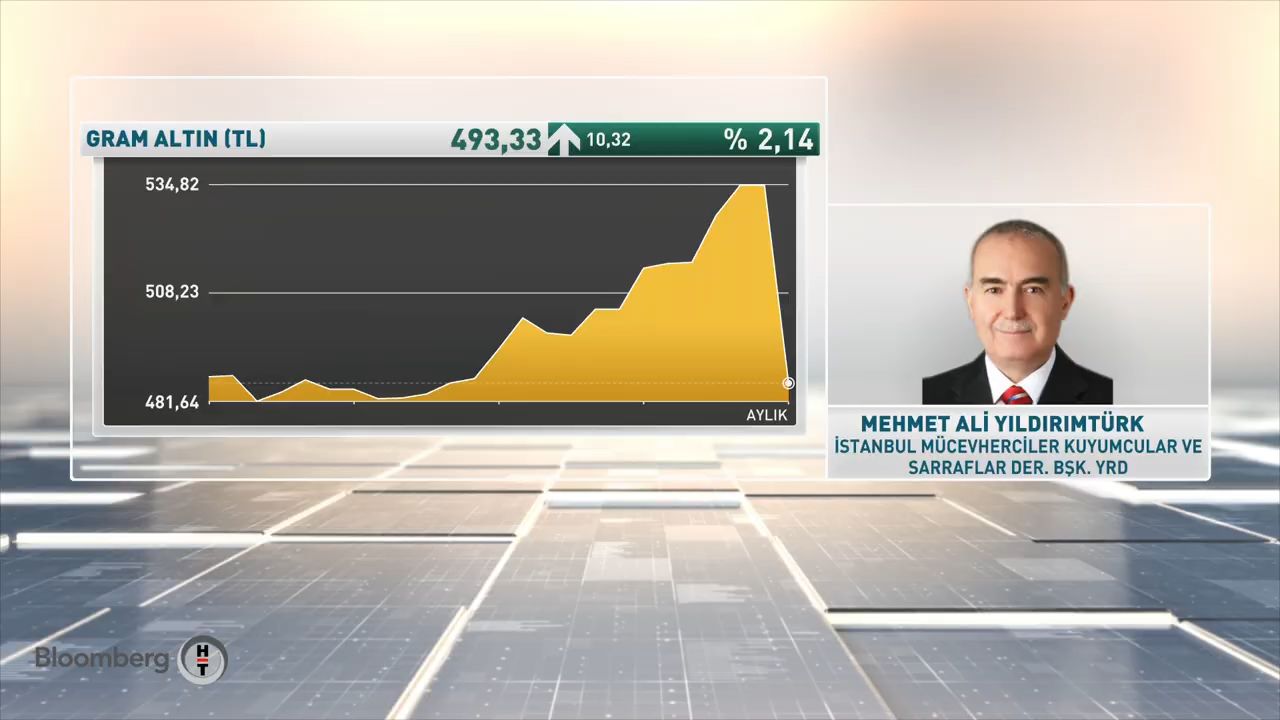 GRAM ALTIN (TL) 493,33 10,32 % 2,14
534,82
508,23
481,64
AYLIK
MEHMET ALİ YILDIRIMTÜRK
İSTANBUL MÜCEVHERCİLER KUYUMCULAR VE
SARRAFLAR DER. BŞK. YRD
Bloomberg HT